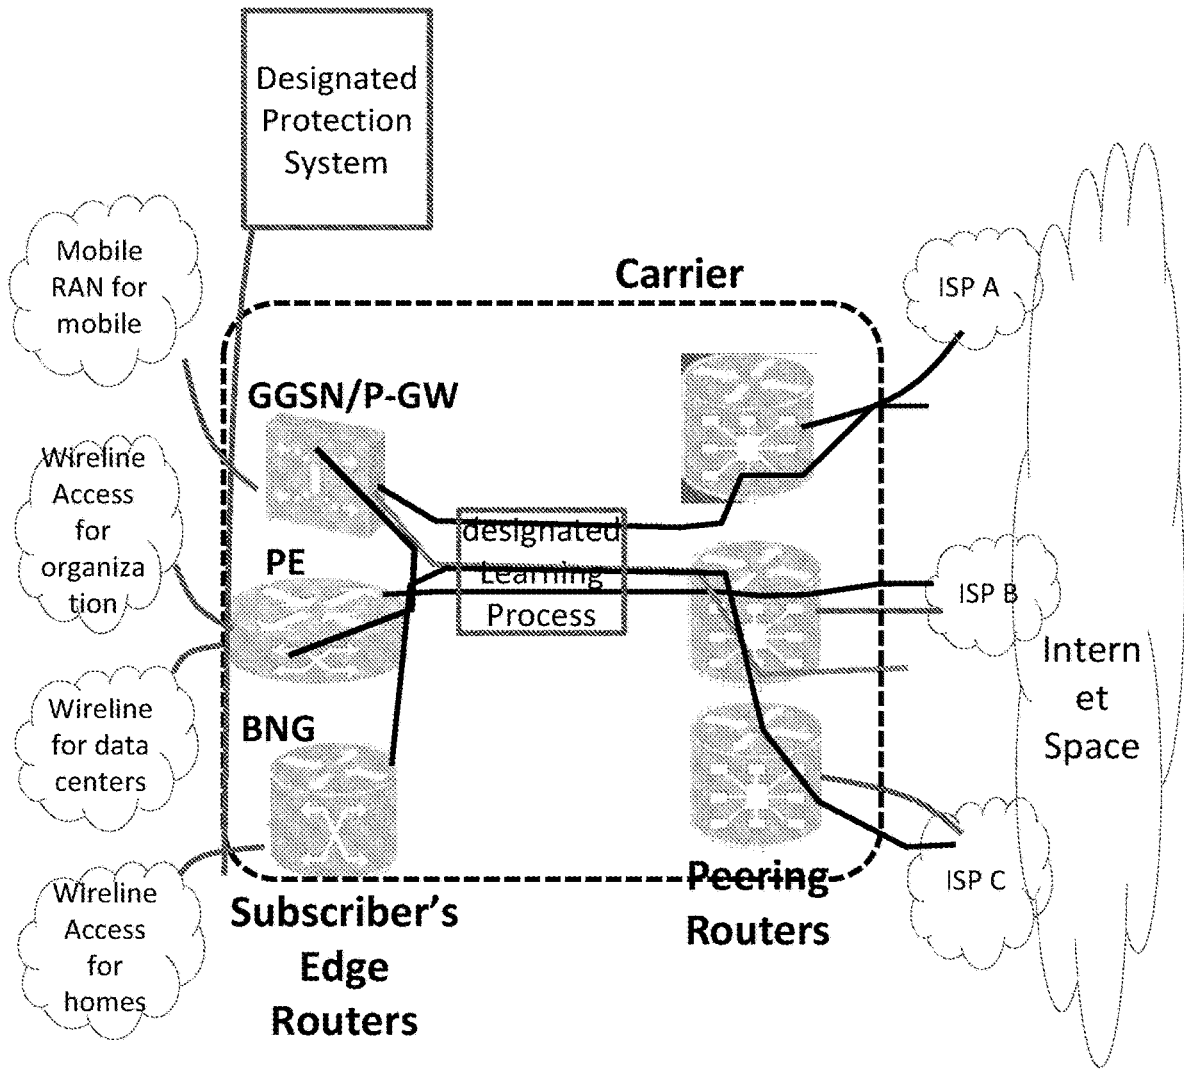 Designated
Protection
System
Mobile
RAN for
mobile
Carrier
ISP A
GGSN/P-GW
Wireline
Access
for
organiza
tion
designated
Learning
Process
PE
ISP B
Intern
et
Space
Wireline
for data
centers
BNG
Wireline
Access
for
homes
Subscriber's
Edge
Routers
Peering
Routers
ISP C